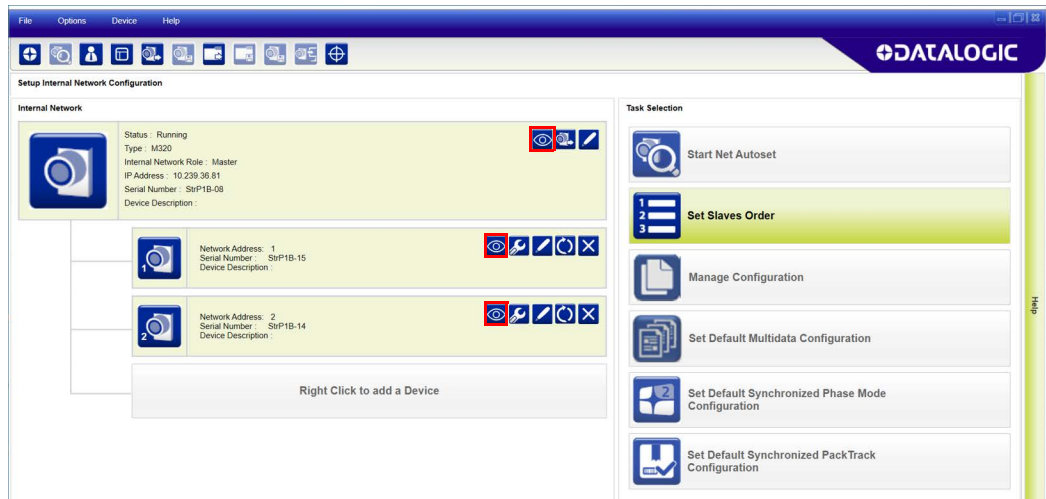 File Options Device Help
DATALOGIC
Setup Internal Network Configuration
Internal Network
Status : Running
Type : M320
Internal Network Role : Master
IP Address : 10.239.36.81
Serial Number : StrP1B-08
Device Description :
1
Network Address: 1
Serial Number : StrP1B-15
Device Description :
2
Network Address: 2
Serial Number : StrP1B-14
Device Description :
Right Click to add a Device
Task Selection
Start Net Autoset
1
2
3
Set Slaves Order
Manage Configuration
Set Default Multidata Configuration
2
Set Default Synchronized Phase Mode
Configuration
Set Default Synchronized PackTrack
Configuration
Help